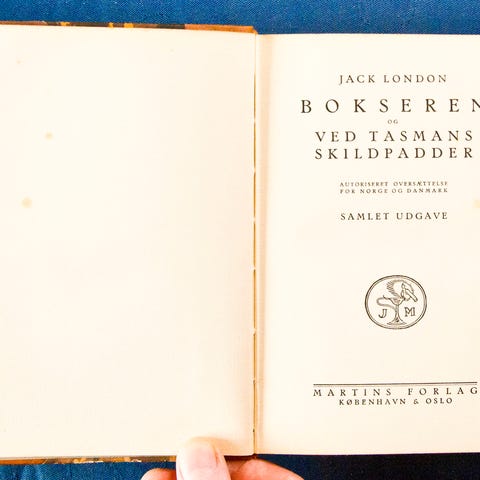 JACK LONDON
BOKSEREN
OG
VED TASMANS
SKILDPADDER
AUTORISERET OVERSÆTTELSE
FOR NORGE OG DANMARK
SAMLET UDGAVE
J M
MARTINS FORLAG
KØBENHAVN & OSLO